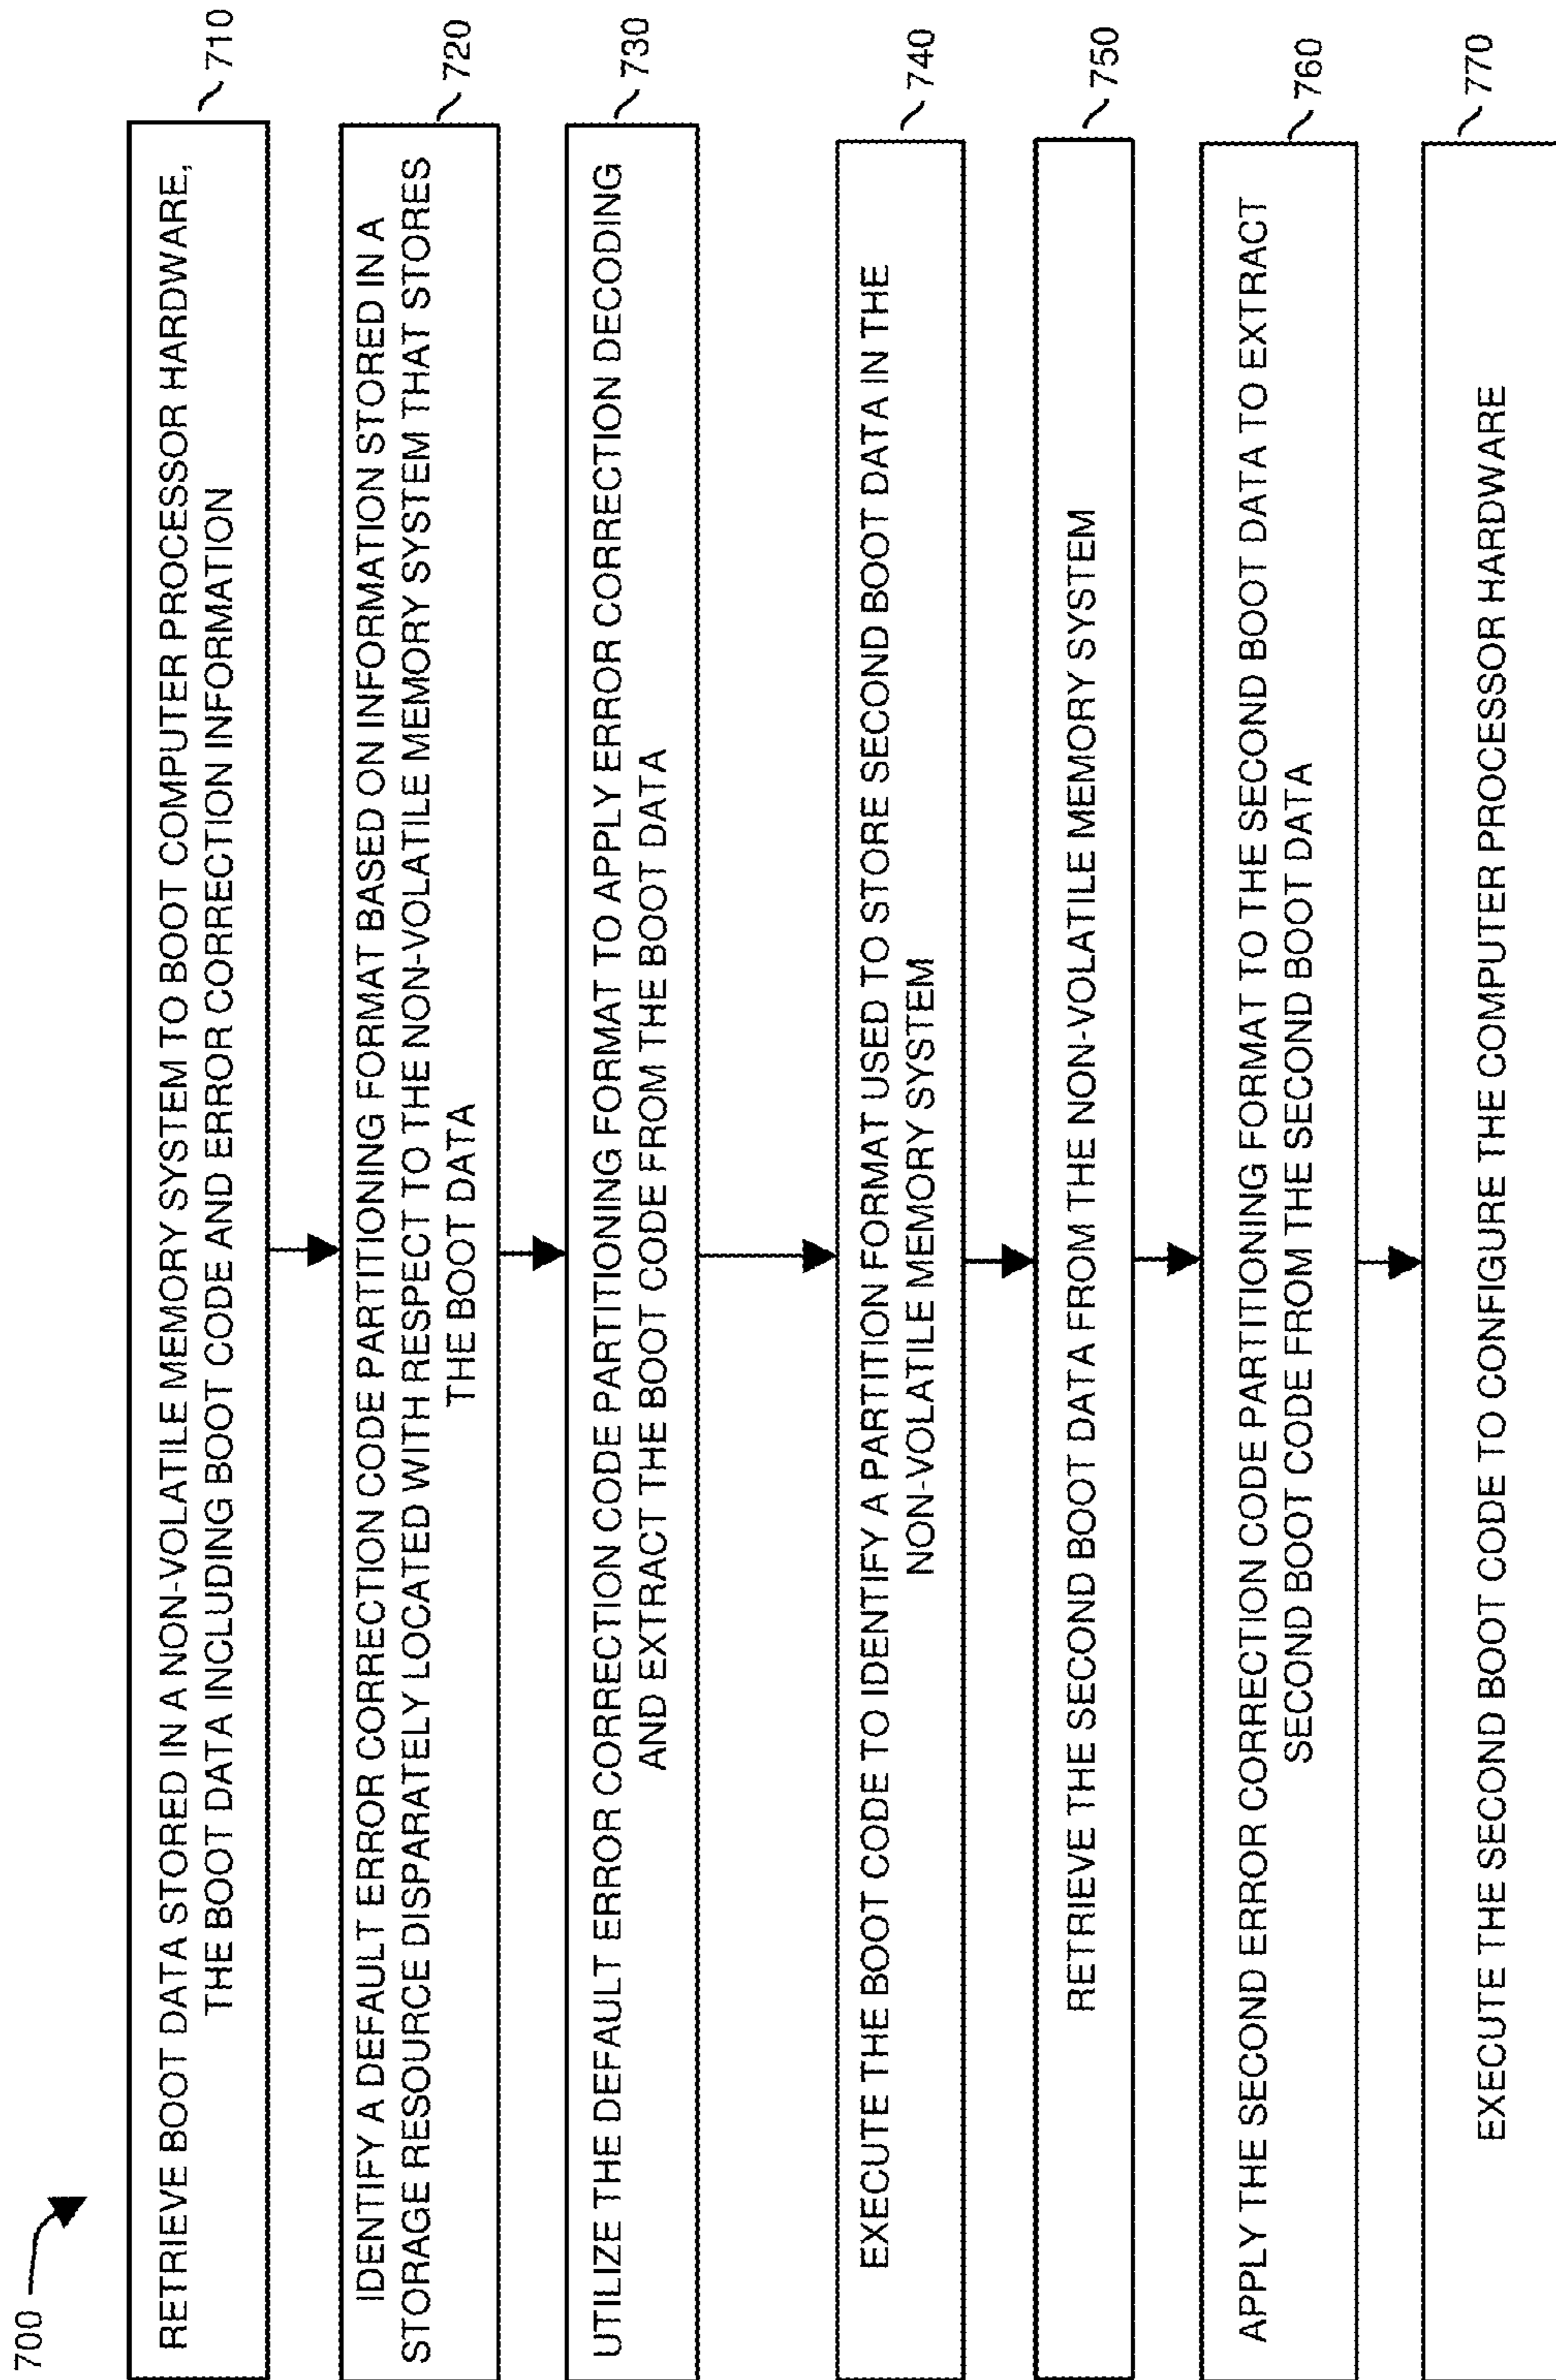 700
RETRIEVE BOOT DATA STORED IN A NON-VOLATILE MEMORY SYSTEM TO BOOT COMPUTER PROCESSOR HARDWARE,
THE BOOT DATA INCLUDING BOOT CODE AND ERROR CORRECTION INFORMATION
710
IDENTIFY A DEFAULT ERROR CORRECTION CODE PARTITIONING FORMAT BASED ON INFORMATION STORED IN A
STORAGE RESOURCE DISPARATELY LOCATED WITH RESPECT TO THE NON-VOLATILE MEMORY SYSTEM THAT STORES
THE BOOT DATA
720
UTILIZE THE DEFAULT ERROR CORRECTION CODE PARTITIONING FORMAT TO APPLY ERROR CORRECTION DECODING
AND EXTRACT THE BOOT CODE FROM THE BOOT DATA
730
EXECUTE THE BOOT CODE TO IDENTIFY A PARTITION FORMAT USED TO STORE SECOND BOOT DATA IN THE
NON-VOLATILE MEMORY SYSTEM
740
RETRIEVE THE SECOND BOOT DATA FROM THE NON-VOLATILE MEMORY SYSTEM
750
APPLY THE SECOND ERROR CORRECTION CODE PARTITIONING FORMAT TO THE SECOND BOOT DATA TO EXTRACT
SECOND BOOT CODE FROM THE SECOND BOOT DATA
760
EXECUTE THE SECOND BOOT CODE TO CONFIGURE THE COMPUTER PROCESSOR HARDWARE
770